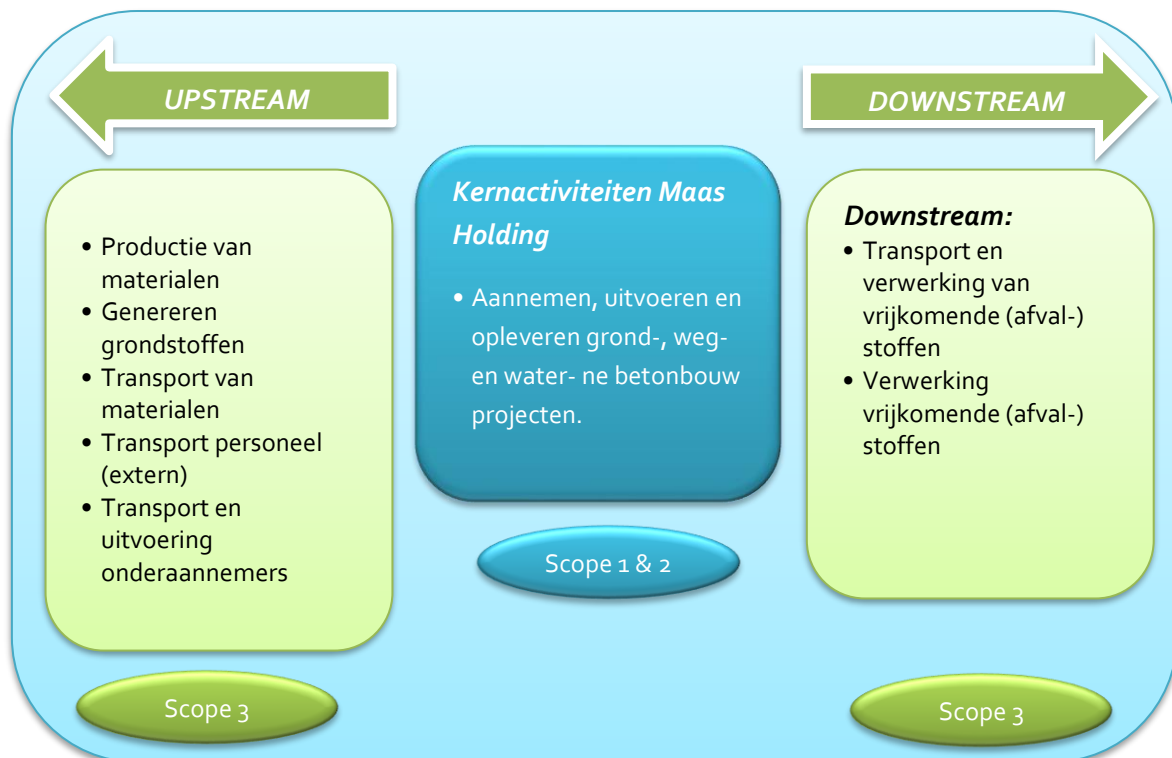 UPSTREAM
• Productie van
materialen
• Genereren
grondstoffen
• Transport van
materialen
• Transport personeel
(extern)
• Transport en
uitvoering
onderaannemers
Scope 3
Kernactiviteiten Maas
Holding
• Aannemen, uitvoeren en
opleveren grond-, weg-
en water- ne betonbouw
projecten.
Scope 1 & 2
DOWNSTREAM
Downstream:
• Transport en
verwerking van
vrijkomende (afval-)
stoffen
• Verwerking
vrijkomende (afval-)
stoffen
Scope 3